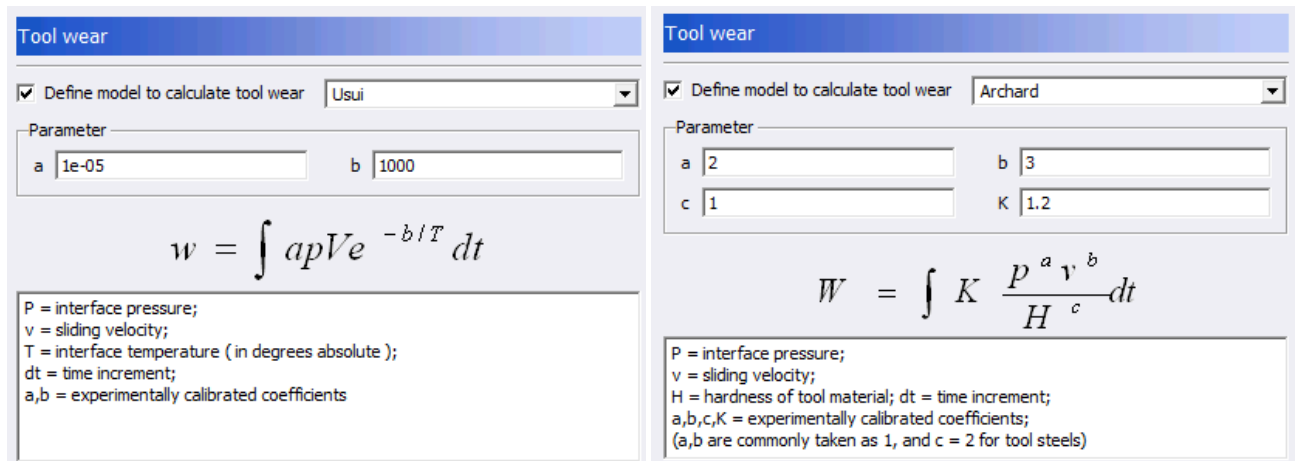 Tool wear
Define model to calculate tool wear Usui
Parameter
a 1e-05 b 1000
w = ∫ apVe ^{-b/T} dt
P = interface pressure;
v = sliding velocity;
T = interface temperature ( in degrees absolute );
dt = time increment;
a,b = experimentally calibrated coefficients
Tool wear
Define model to calculate tool wear Archard
Parameter
a 2 b 3
c 1 K 1.2
W = ∫ K \frac{p^a v^b}{H^c} dt
P = interface pressure;
v = sliding velocity;
H = hardness of tool material; dt = time increment;
a,b,c,K = experimentally calibrated coefficients;
(a,b are commonly taken as 1, and c = 2 for tool steels)